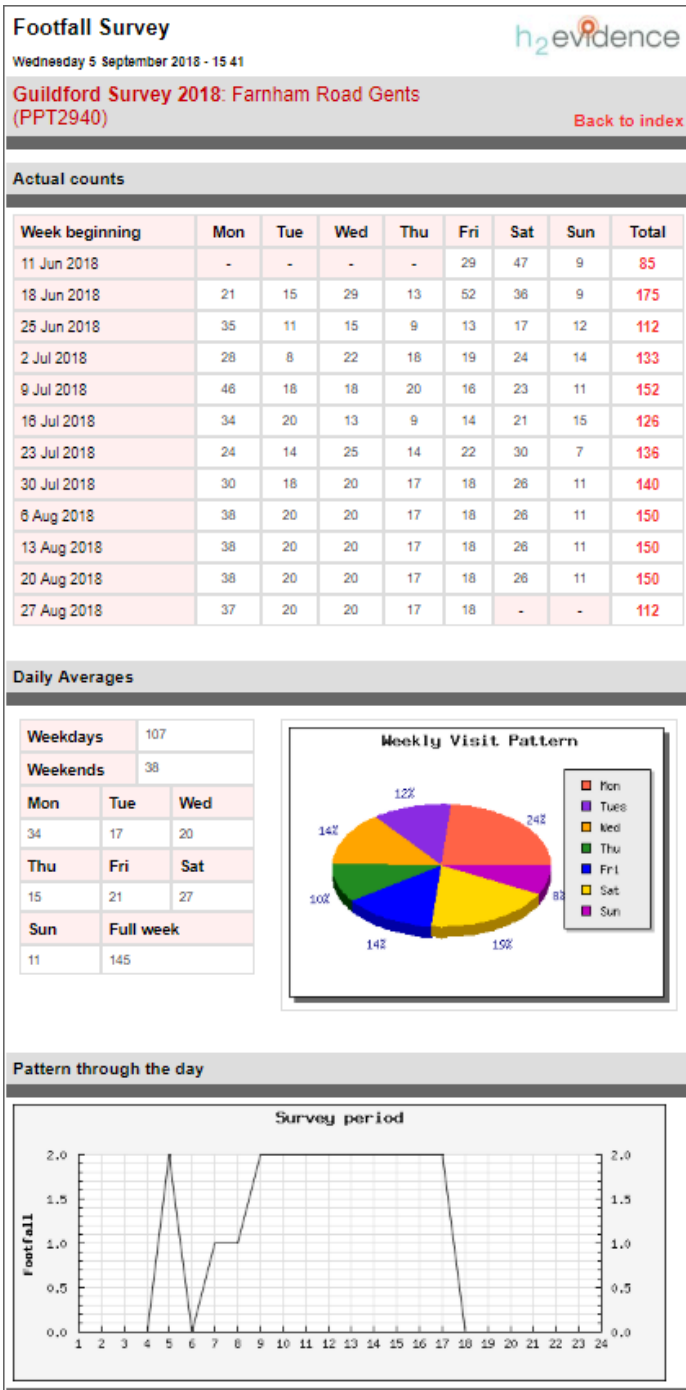 Footfall Survey
h2evidence
Wednesday 5 September 2018 - 15 41
Guildford Survey 2018: Farnham Road Gents
(PPT2940)
Back to index
Actual counts
Week beginning Mon Tue Wed Thu Fri Sat Sun Total
11 Jun 2018 - - - - 29 47 9 85
18 Jun 2018 21 15 29 13 52 36 9 175
25 Jun 2018 35 11 15 9 13 17 12 112
2 Jul 2018 28 8 22 18 19 24 14 133
9 Jul 2018 46 18 18 20 16 23 11 152
16 Jul 2018 34 20 13 9 14 21 15 126
23 Jul 2018 24 14 25 14 22 30 7 136
30 Jul 2018 30 18 20 17 18 26 11 140
6 Aug 2018 38 20 20 17 18 26 11 150
13 Aug 2018 38 20 20 17 18 26 11 150
20 Aug 2018 38 20 20 17 18 26 11 150
27 Aug 2018 37 20 20 17 18 - - 112
Daily Averages
Weekdays 107
Weekends 38
Mon Tue Wed
34 17 20
Thu Fri Sat
15 21 27
Sun Full week
11 145
Weekly Visit Pattern
12%
24%
14%
10%
8%
14%
19%
Mon
Tues
Wed
Thu
Fri
Sat
Sun
Pattern through the day
Survey period
Footfall
2.0 2.0
1.5 1.5
1.0 1.0
0.5 0.5
0.0 0.0
1 2 3 4 5 6 7 8 9 10 11 12 13 14 15 16 17 18 19 20 21 22 23 24